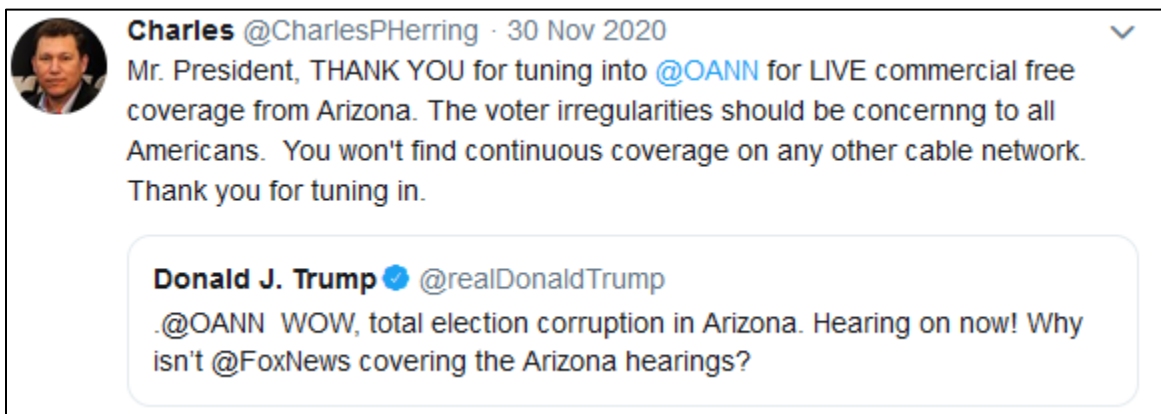 Charles @CharlesPHerring · 30 Nov 2020
Mr. President, THANK YOU for tuning into @OANN for LIVE commercial free
coverage from Arizona. The voter irregularities should be concernng to all
Americans.  You won't find continuous coverage on any other cable network.
Thank you for tuning in.
Donald J. Trump @realDonaldTrump
.@OANN  WOW, total election corruption in Arizona. Hearing on now! Why
isn’t @FoxNews covering the Arizona hearings?